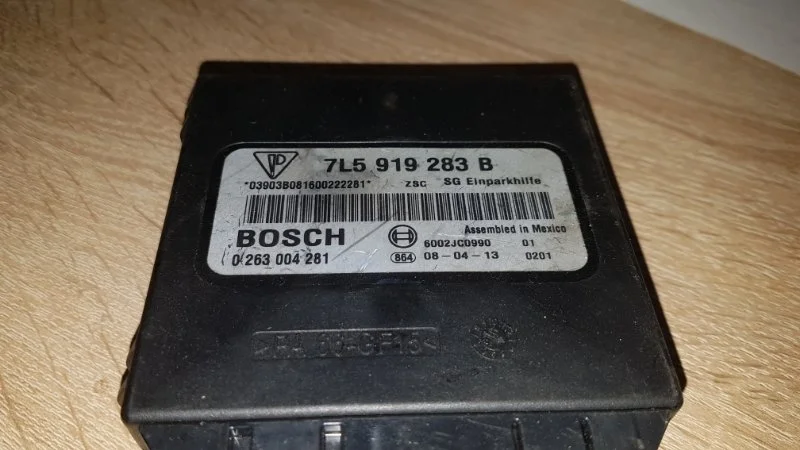 7L5 919 283 B
*03903B081600222281* ZSC SG Einparkhilfe
Assembled in Mexico
BOSCH 6002JC0990 01
0 263 004 281 864 08-04-13 0201